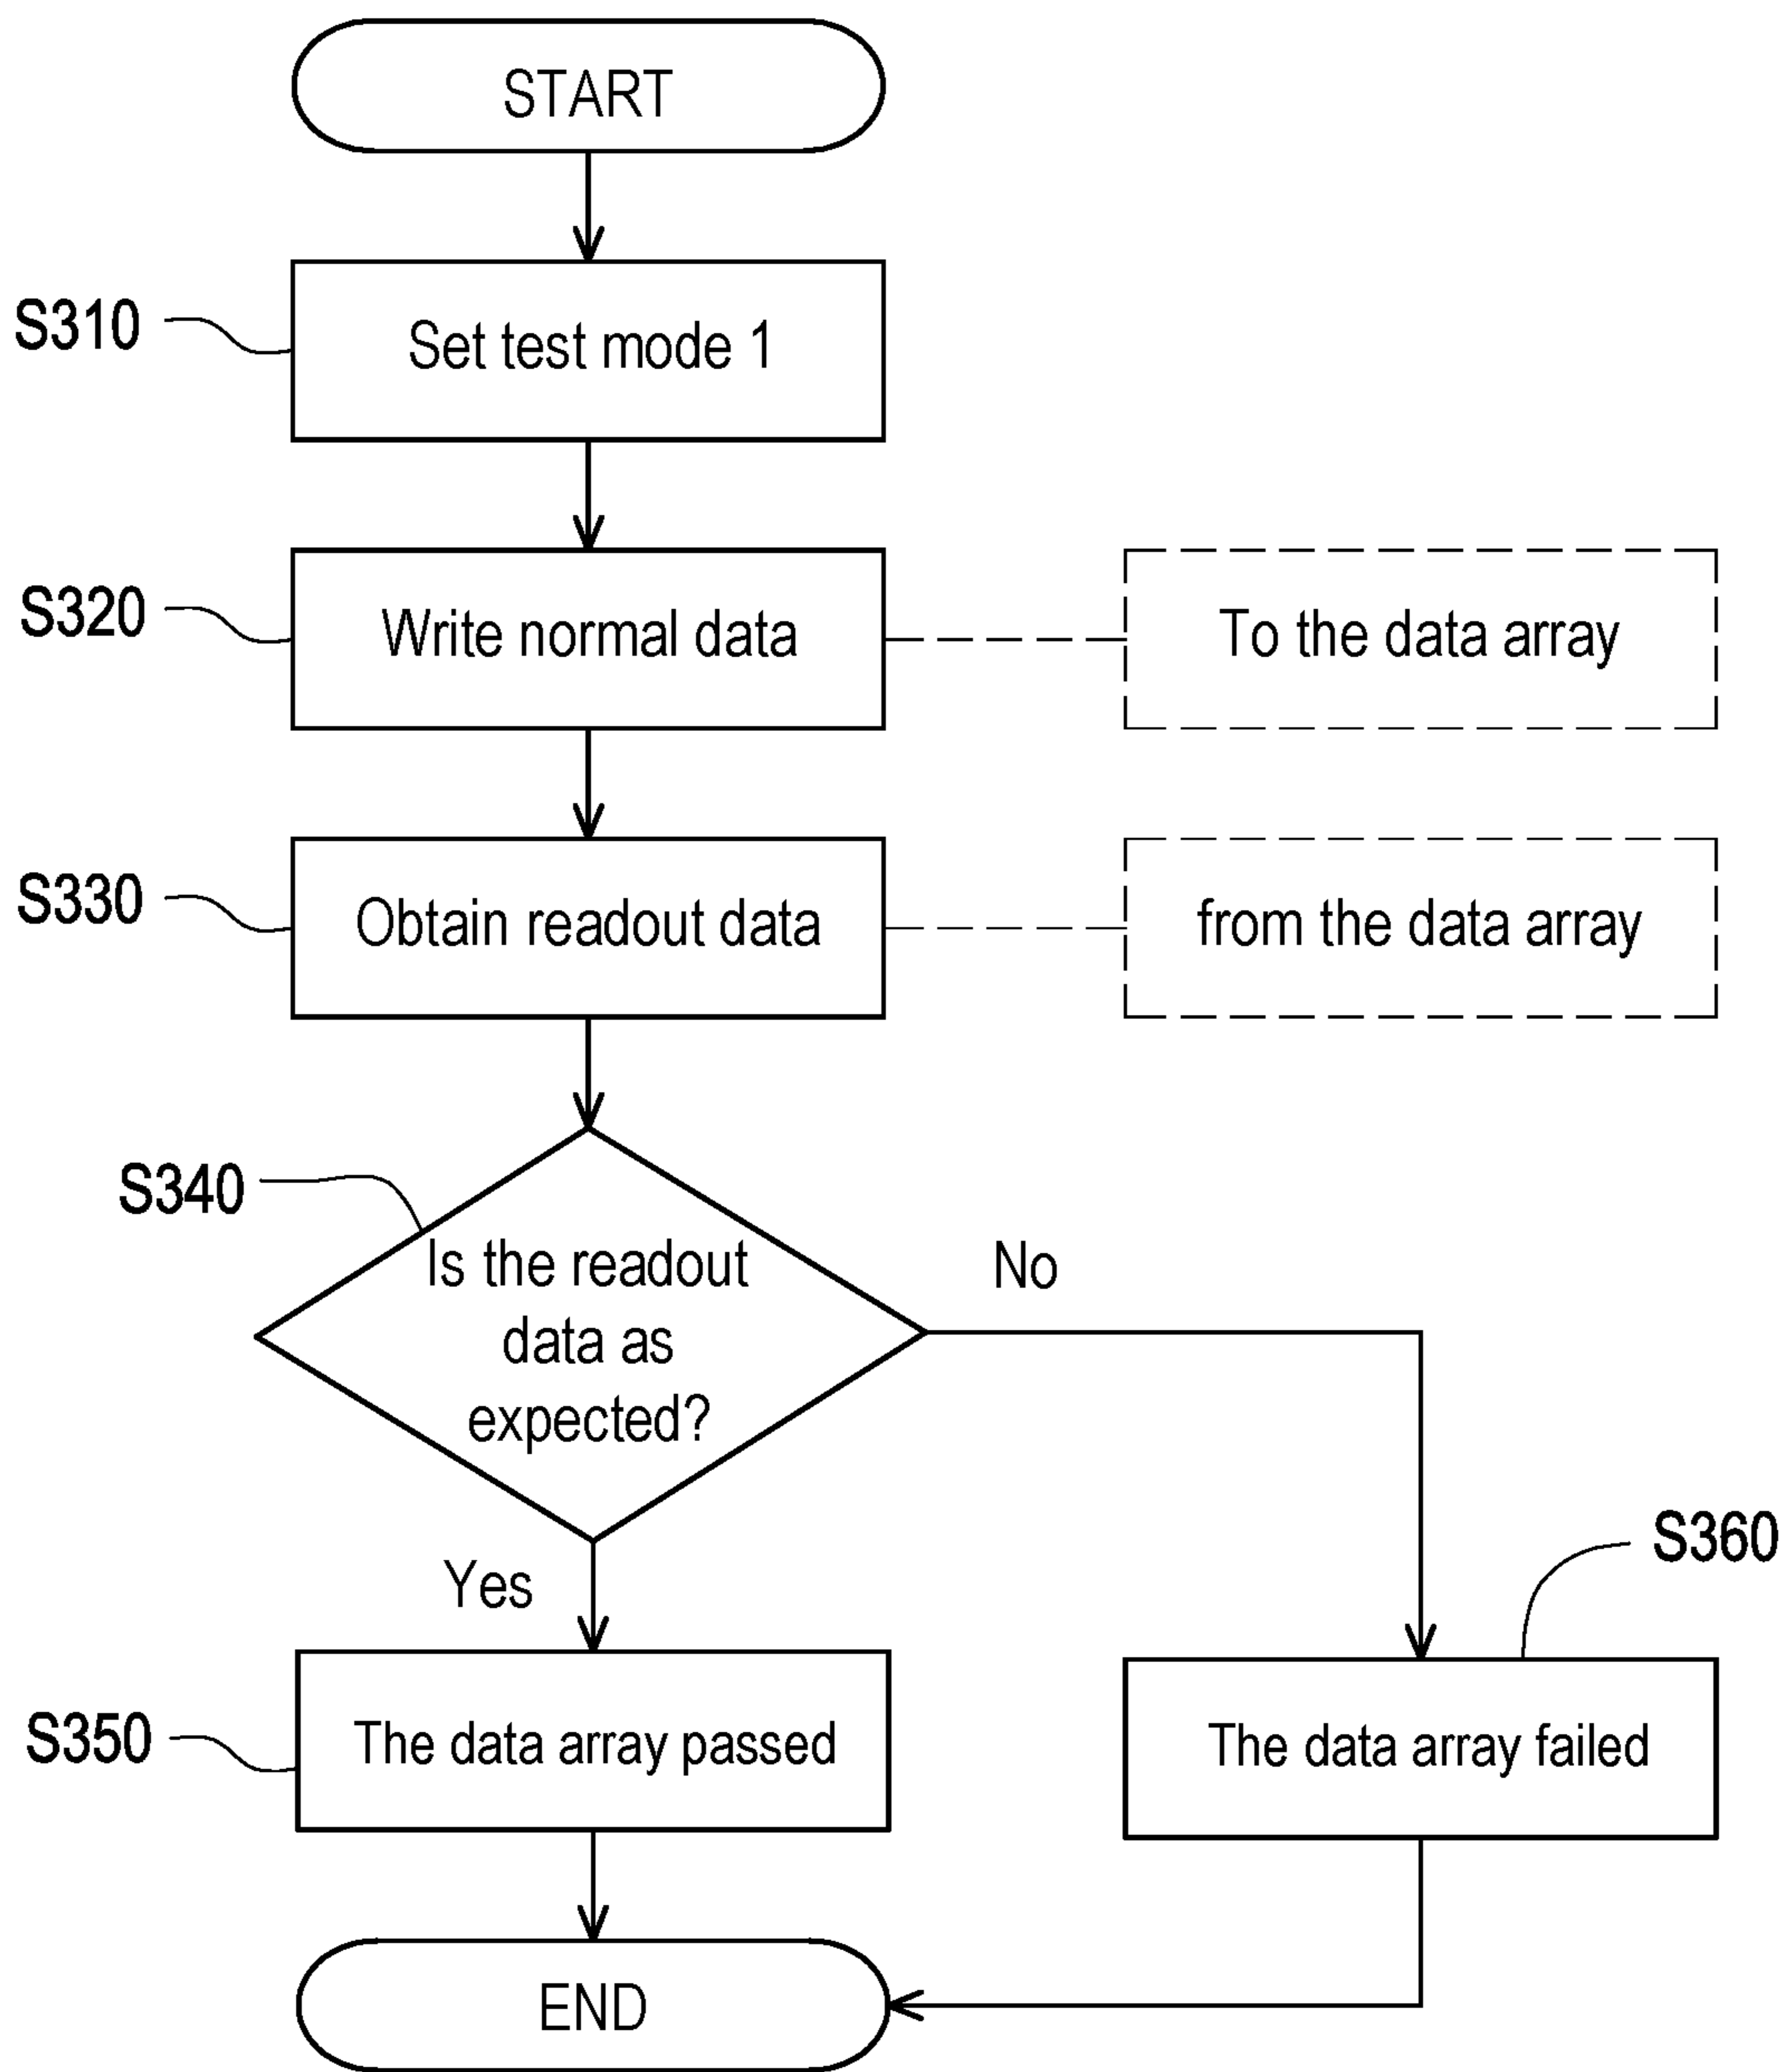 START
S310
Set test mode 1
S320
Write normal data
To the data array
S330
Obtain readout data
from the data array
S340
Is the readout
data as
expected?
No
Yes
S360
S350
The data array passed
The data array failed
END